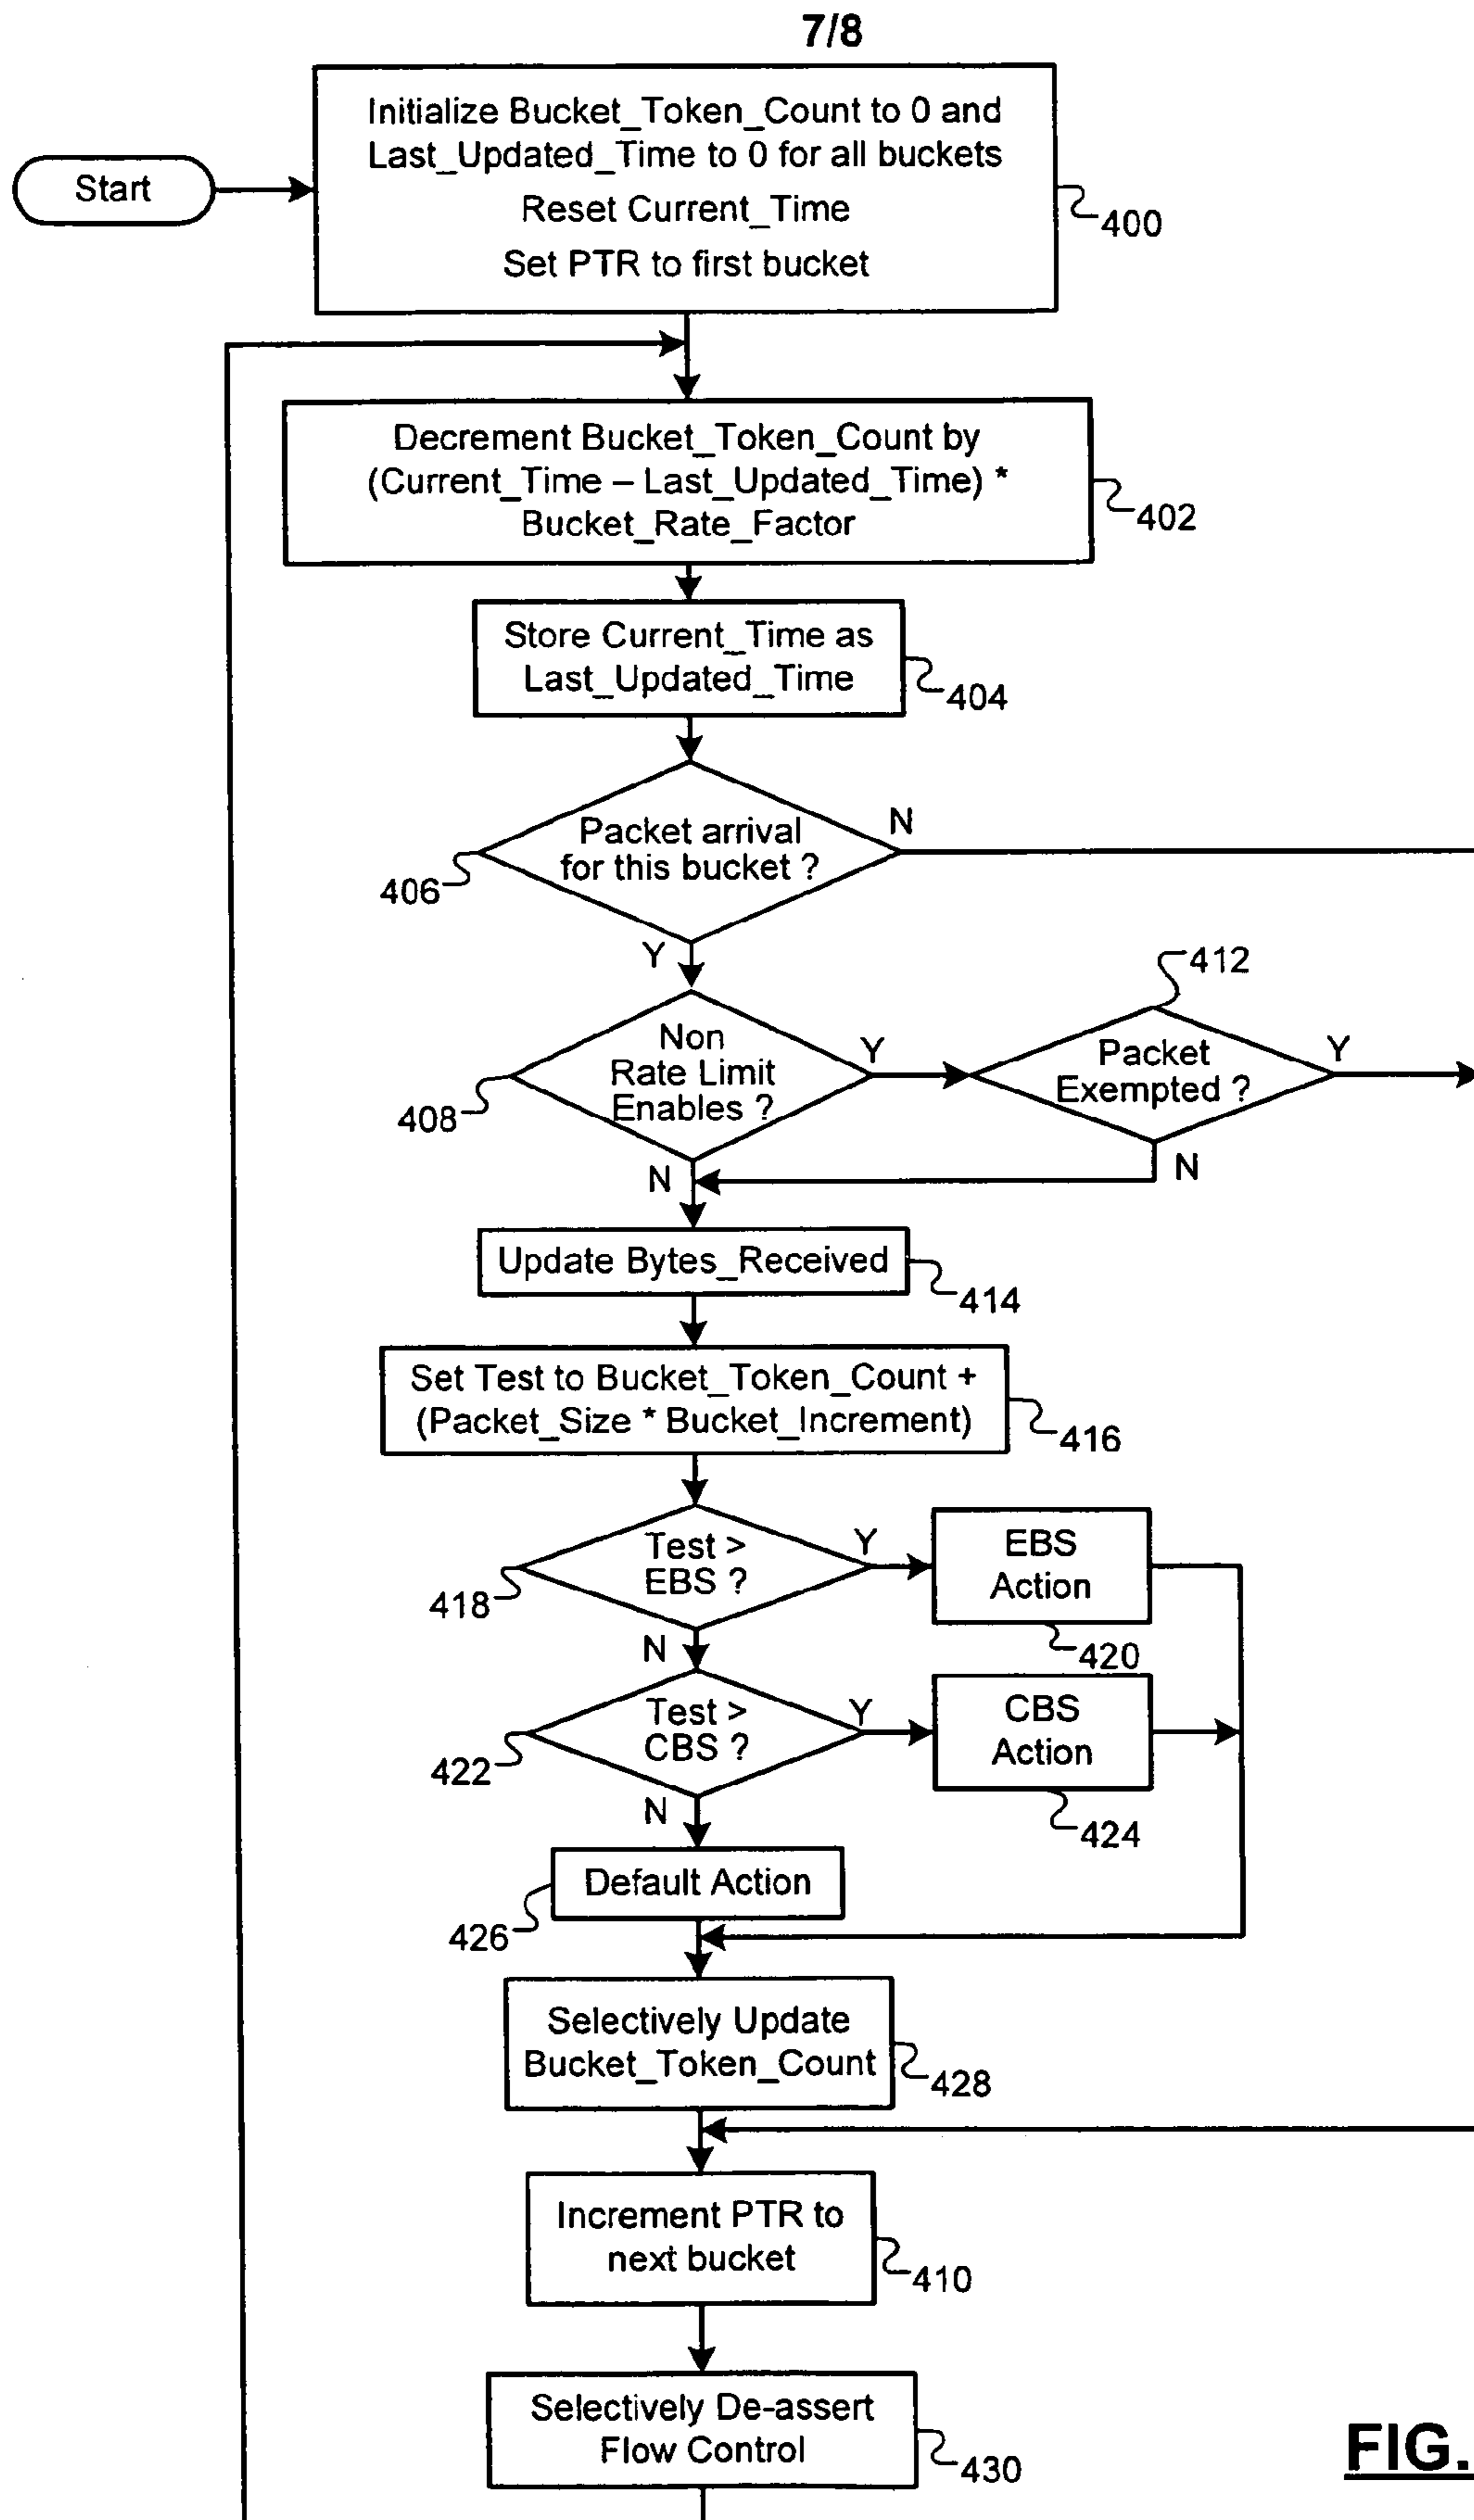 7/8
Initialize Bucket_Token_Count to 0 and
Last_Updated_Time to 0 for all buckets
Reset Current_Time
Set PTR to first bucket
Start
400
Decrement Bucket_Token_Count by
(Current_Time – Last_Updated_Time) *
Bucket_Rate_Factor
402
Store Current_Time as
Last_Updated_Time
404
Packet arrival
for this bucket ?
N
406
Y
412
Non
Rate Limit
Enables ?
Y
Packet
Exempted ?
Y
408
N
N
Update Bytes_Received
414
Set Test to Bucket_Token_Count +
(Packet_Size * Bucket_Increment)
416
Test >
EBS ?
Y
EBS
Action
418
420
N
Test >
CBS ?
Y
CBS
Action
422
424
N
Default Action
426
Selectively Update
Bucket_Token_Count
428
Increment PTR to
next bucket
410
Selectively De-assert
Flow Control
430
FIG.